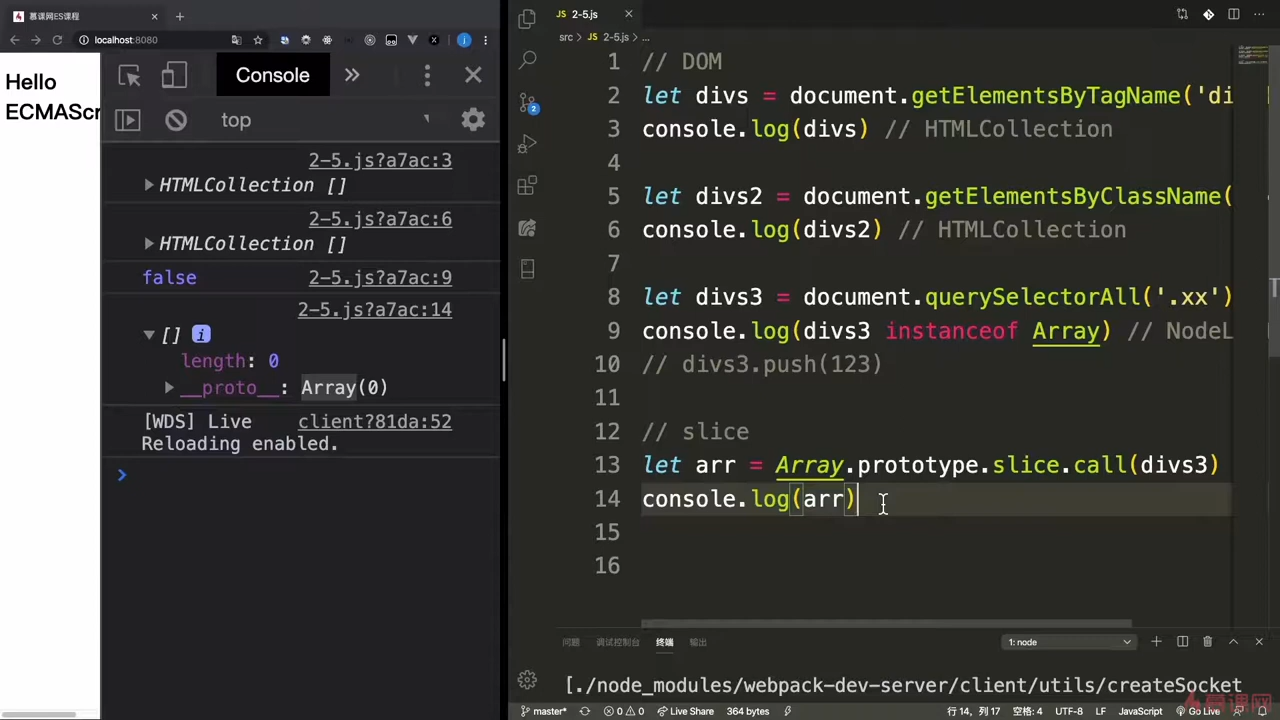 慕课网ES课程
localhost:8080
Hello
ECMAScr
Console
top
2-5.js?a7ac:3
HTMLCollection []
2-5.js?a7ac:6
HTMLCollection []
false 2-5.js?a7ac:9
2-5.js?a7ac:14
[] i
length: 0
__proto__: Array(0)
[WDS] Live client?81da:52
Reloading enabled.
2-5.js
src > JS 2-5.js > ...
1 // DOM
2 let divs = document.getElementsByTagName('di
3 console.log(divs) // HTMLCollection
4
5 let divs2 = document.getElementsByClassName(
6 console.log(divs2) // HTMLCollection
7
8 let divs3 = document.querySelectorAll('.xx')
9 console.log(divs3 instanceof Array) // NodeL
10 // divs3.push(123)
11
12 // slice
13 let arr = Array.prototype.slice.call(divs3)
14 console.log(arr)
15
16
问题 调试控制台 终端 输出 1: node
[./node_modules/webpack-dev-server/client/utils/createSocket
master* 0 0 Live Share 364 bytes 行 14, 列 17 空格: 4 UTF-8 LF JavaScript Go Live
慕课网